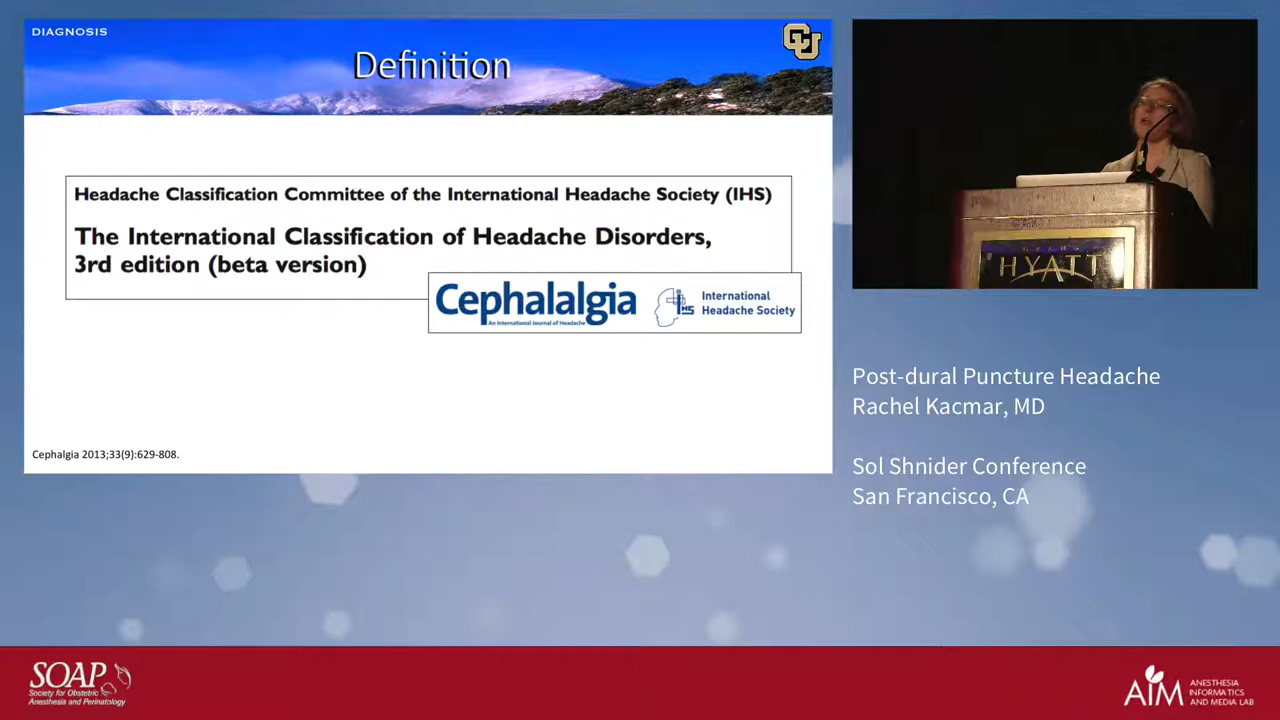 DIAGNOSIS
Definition
CU
Headache Classification Committee of the International Headache Society (IHS)
The International Classification of Headache Disorders,
3rd edition (beta version)
Cephalalgia
An International Journal of Headache
IHS
International
Headache Society
Cephalgia 2013;33(9):629-808.
GRAND
HYATT
Post-dural Puncture Headache
Rachel Kacmar, MD
Sol Shnider Conference
San Francisco, CA
SOAP
Society for Obstetric
Anesthesia and Perinatology
AIM
ANESTHESIA
INFORMATICS
AND MEDIA LAB